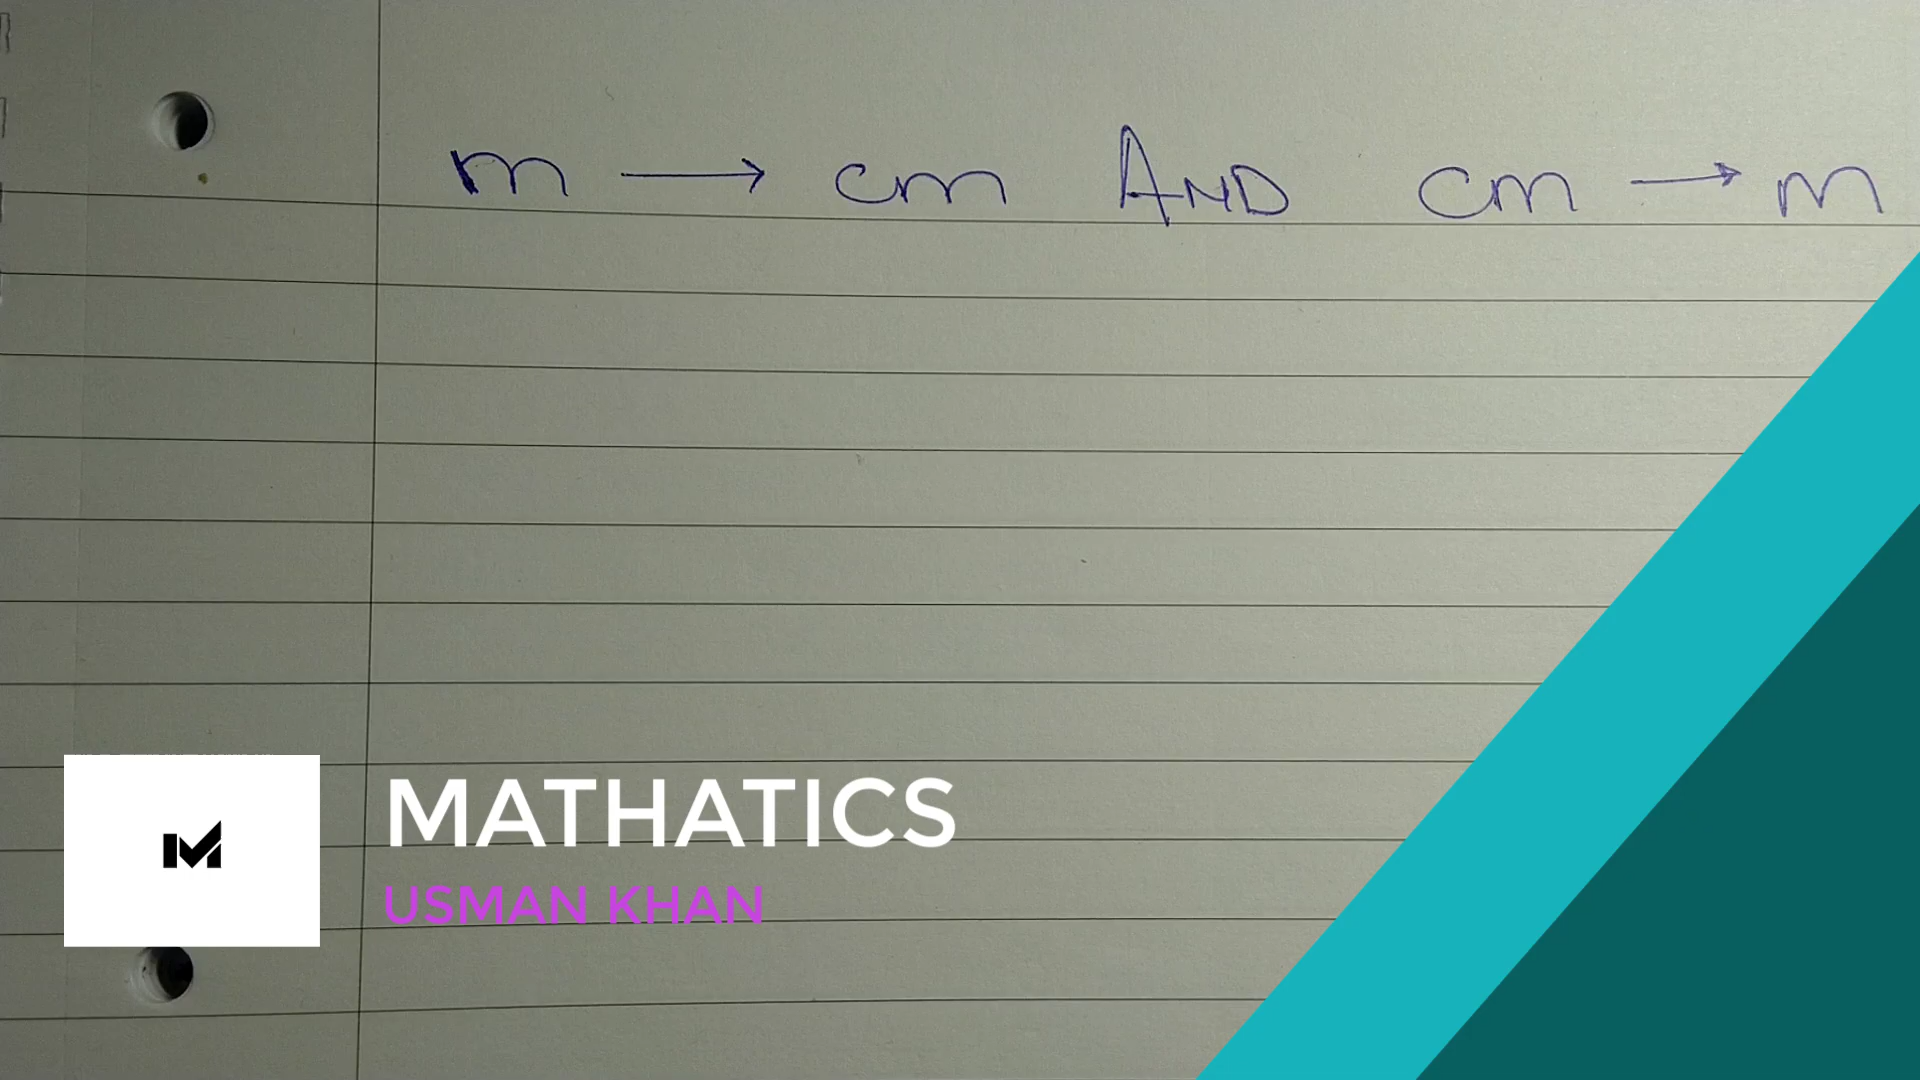 m → cm AND cm → m
MATHATICS
USMAN KHAN